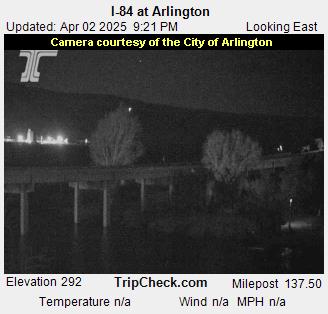 I-84 at Arlington
Updated: Apr 02 2025 9:21 PM Looking East
Camera courtesy of the City of Arlington
Elevation 292 TripCheck.com Milepost 137.50
Temperature n/a Wind n/a MPH n/a